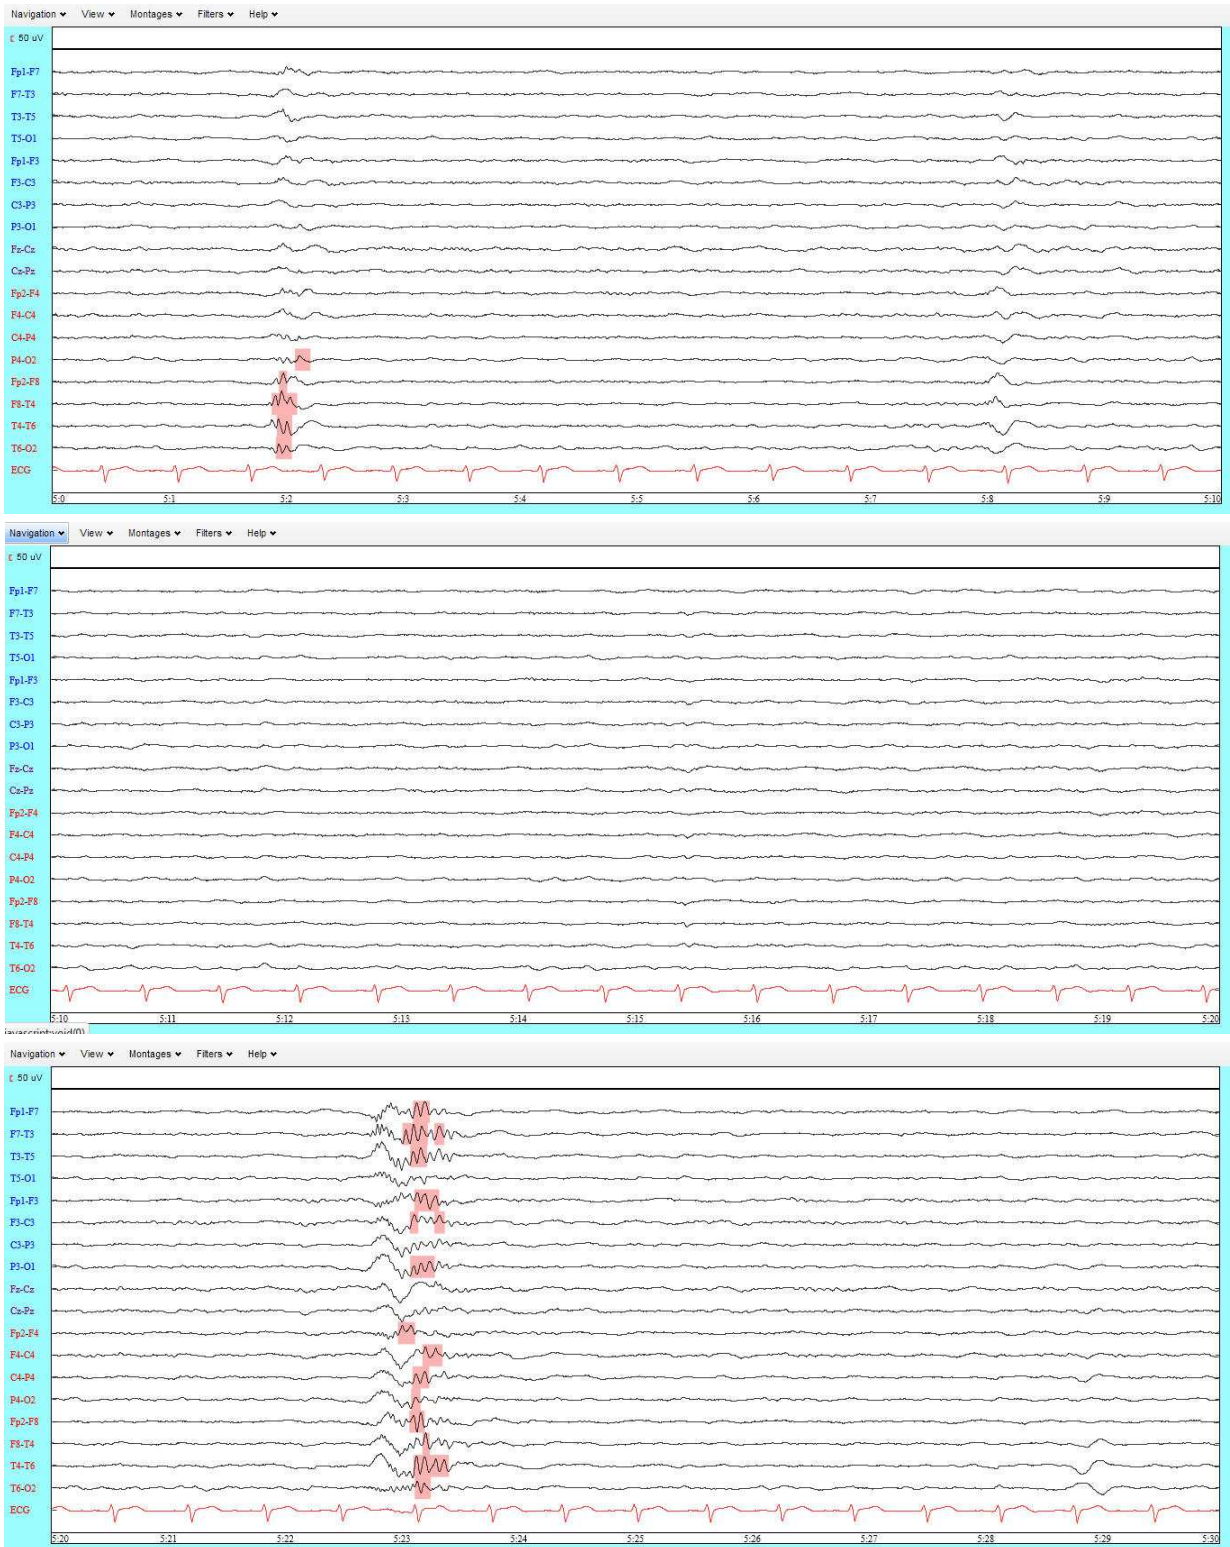 Navigation View Montages Filters Help
50 uV
Fp1-F7
F7-T3
T3-T5
T5-O1
Fp1-F3
F3-C3
C3-P3
P3-O1
Fz-Cz
Cz-Pz
Fp2-F4
F4-C4
C4-P4
P4-O2
Fp2-F8
F8-T4
T4-T6
T6-O2
ECG
5:0 5:1 5:2 5:3 5:4 5:5 5:6 5:7 5:8 5:9 5:10
Navigation View Montages Filters Help
50 uV
Fp1-F7
F7-T3
T3-T5
T5-O1
Fp1-F3
F3-C3
C3-P3
P3-O1
Fz-Cz
Cz-Pz
Fp2-F4
F4-C4
C4-P4
P4-O2
Fp2-F8
F8-T4
T4-T6
T6-O2
ECG
5:10 5:11 5:12 5:13 5:14 5:15 5:16 5:17 5:18 5:19 5:20
javascript:void(0)
Navigation View Montages Filters Help
50 uV
Fp1-F7
F7-T3
T3-T5
T5-O1
Fp1-F3
F3-C3
C3-P3
P3-O1
Fz-Cz
Cz-Pz
Fp2-F4
F4-C4
C4-P4
P4-O2
Fp2-F8
F8-T4
T4-T6
T6-O2
ECG
5:20 5:21 5:22 5:23 5:24 5:25 5:26 5:27 5:28 5:29 5:30